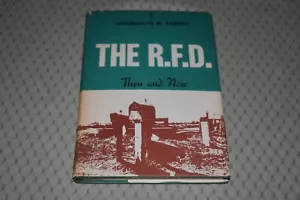 THE R.F.D.
Then and Now